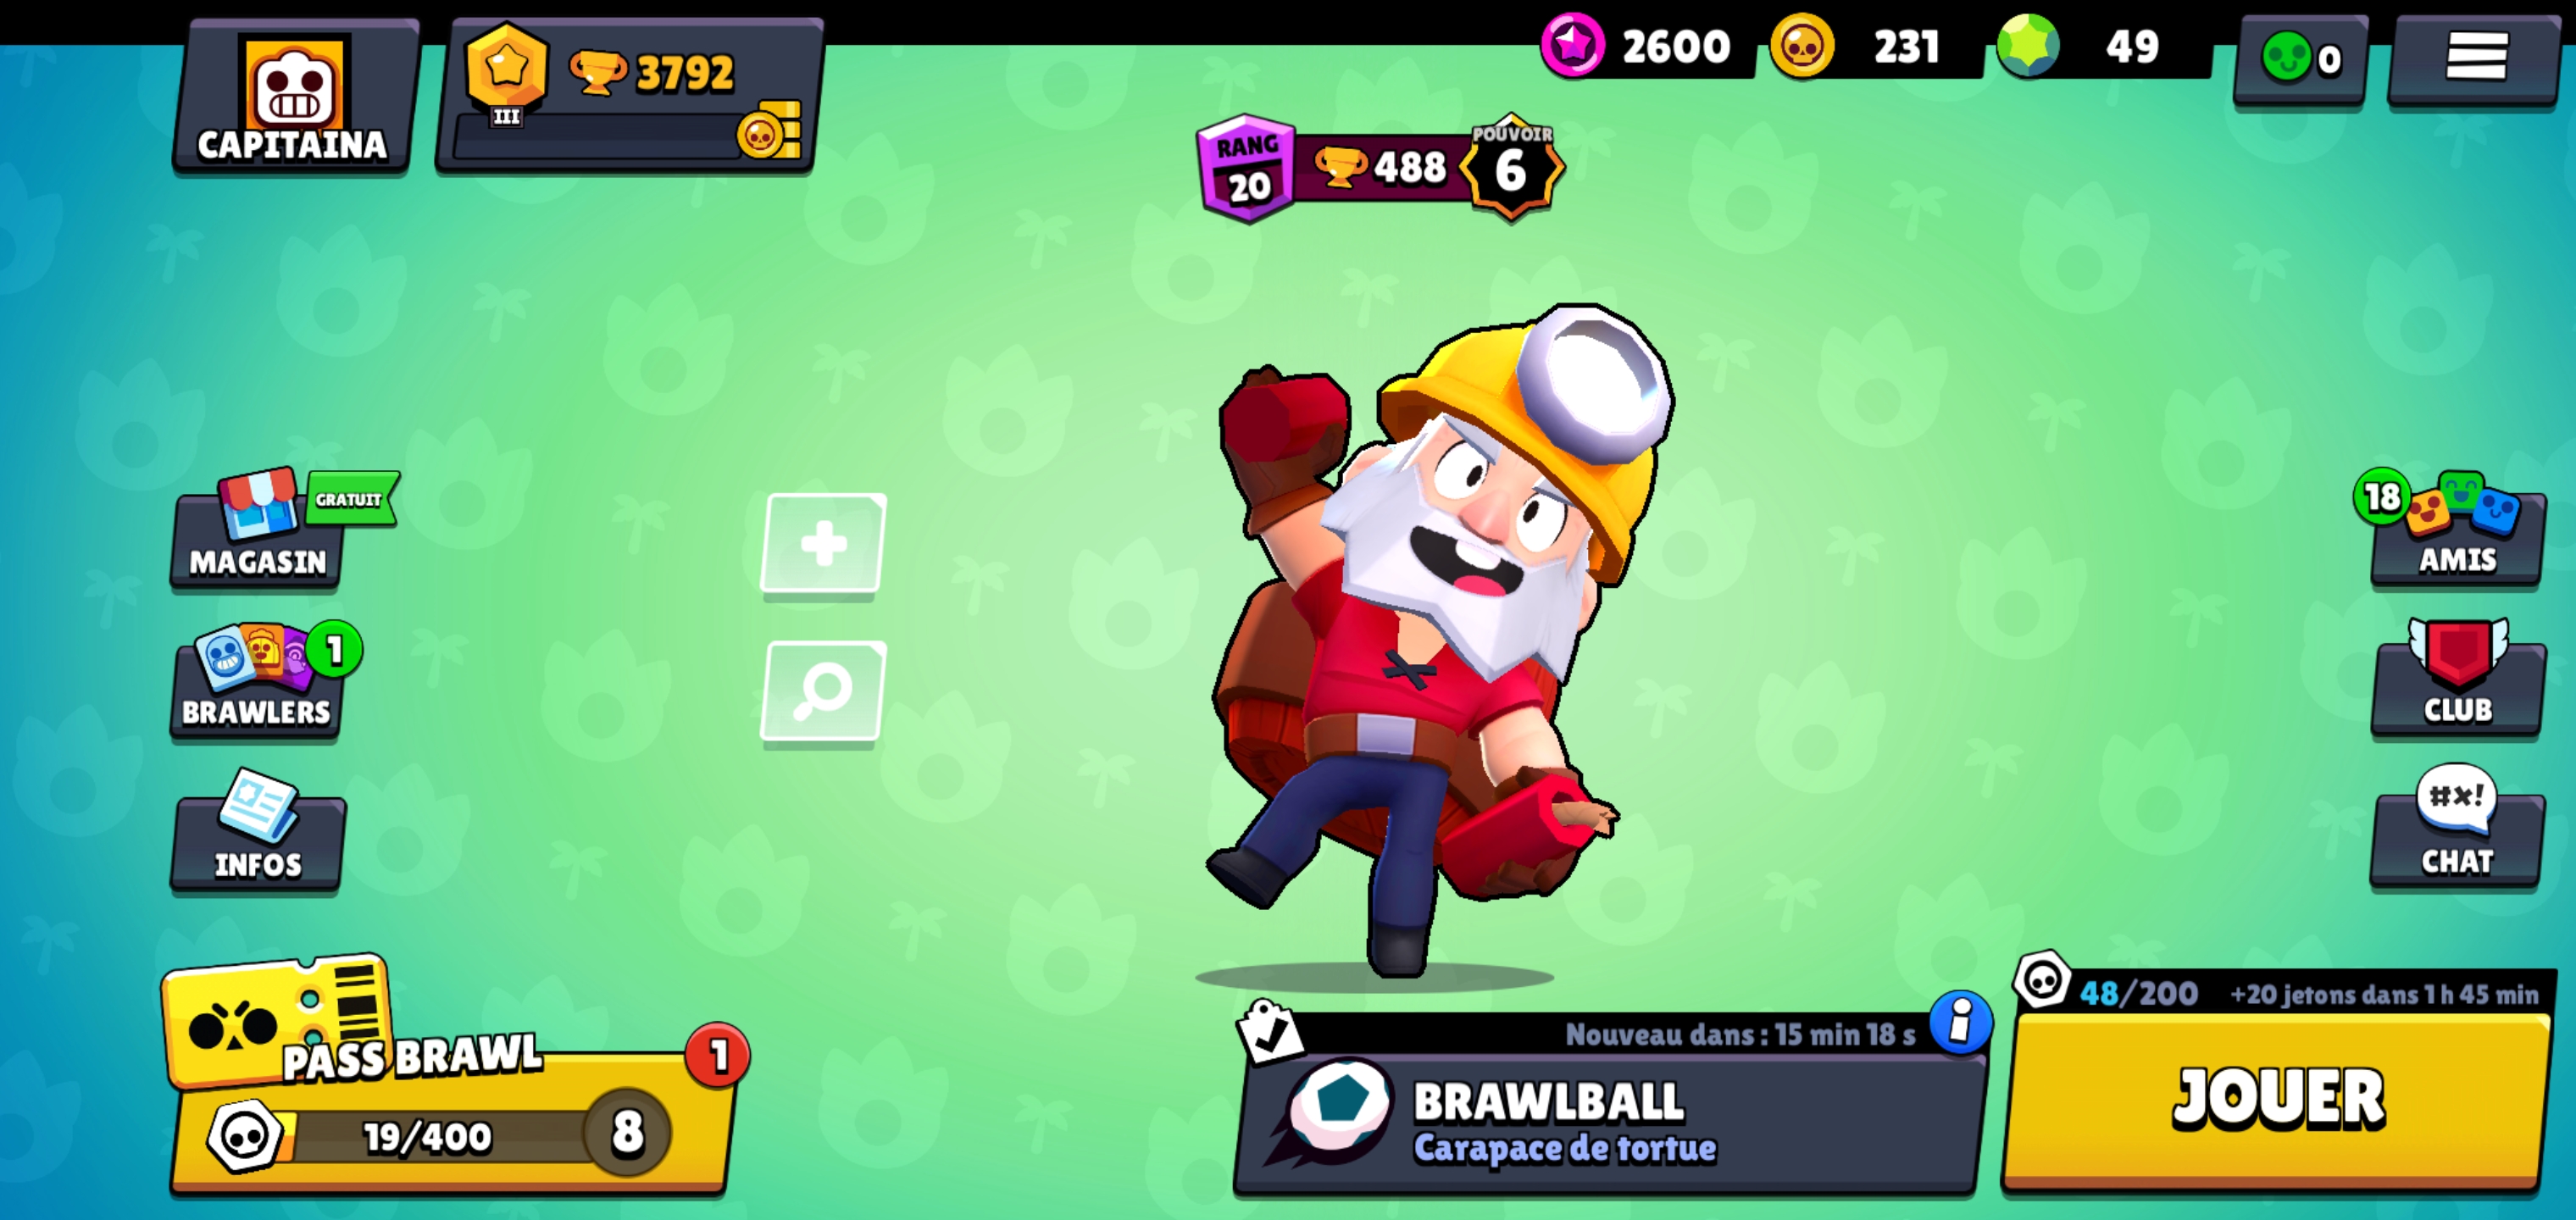 CAPITAINA
III
3792
2600
231
49
0
RANG
20
488
POUVOIR
6
MAGASIN
GRATUIT
BRAWLERS
1
INFOS
18
AMIS
CLUB
#×!
CHAT
PASS BRAWL
1
19/400
8
Nouveau dans : 15 min 18 s
i
BRAWLBALL
Carapace de tortue
48/200
+20 jetons dans 1 h 45 min
JOUER